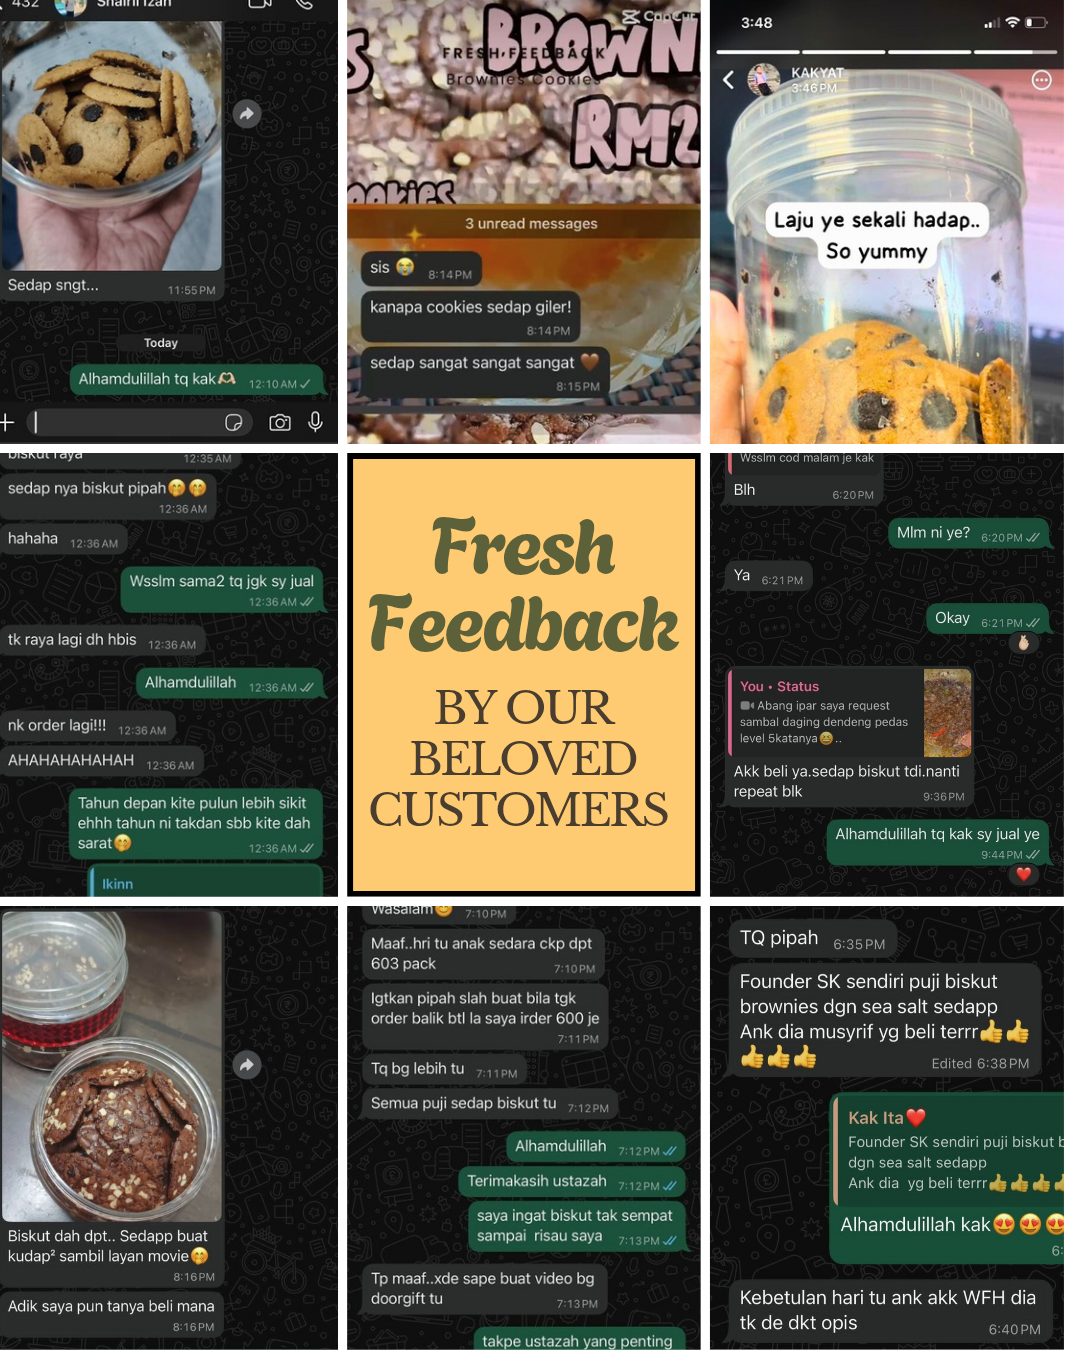 432
Shahril Izah
Sedap sngt...
11:55 PM
Today
Alhamdulillah tq kak🫶🏼
12:10 AM
CapCut
BROWN
FRESH FEEDBACK
Brownies Cookies
RM2
OOKIES
3 unread messages
sis 😭 8:14 PM
kanapa cookies sedap giler!
8:14 PM
sedap sangat sangat sangat 🤎
8:15 PM
3:48
KAKYAT
3:46 PM
Laju ye sekali hadap..
So yummy
biskut raya
12:35 AM
sedap nya biskut pipah🤭🤭
12:36 AM
hahaha 12:36 AM
Wsslm sama2 tq jgk sy jual
12:36 AM
tk raya lagi dh hbis 12:36 AM
Alhamdulillah 12:36 AM
nk order lagi!!! 12:36 AM
AHAHAHAHAHAH 12:36 AM
Tahun depan kite pulun lebih sikit
ehhh tahun ni takdan sbb kite dah
sarat🤭
12:36 AM
Ikinn
Fresh
Feedback
BY OUR
BELOVED
CUSTOMERS
Wsslm cod malam je kak
Blh
6:20 PM
Mlm ni ye? 6:20 PM
Ya 6:21 PM
Okay 6:21 PM
You • Status
Abang ipar saya request
sambal daging dendeng pedas
level 5katanya😅..
Akk beli ya.sedap biskut tdi.nanti
repeat blk
9:36 PM
Alhamdulillah tq kak sy jual ye
9:44 PM
❤️
Biskut dah dpt.. Sedapp buat
kudap² sambil layan movie🤭
8:16 PM
Adik saya pun tanya beli mana
8:16 PM
Wasalam😊 7:10 PM
Maaf..hri tu anak sedara ckp dpt
603 pack
7:10 PM
Igtkan pipah slah buat bila tgk
order balik btl la saya irder 600 je
7:11 PM
Tq bg lebih tu 7:11 PM
Semua puji sedap biskut tu 7:12 PM
Alhamdulillah 7:12 PM
Terimakasih ustazah 7:12 PM
saya ingat biskut tak sempat
sampai risau saya 7:13 PM
Tp maaf..xde sape buat video bg
doorgift tu
7:13 PM
takpe ustazah yang penting
TQ pipah 6:35 PM
Founder SK sendiri puji biskut
brownies dgn sea salt sedapp
Ank dia musyrif yg beli terrr👍👍
👍👍👍
Edited 6:38 PM
Kak Ita❤️
Founder SK sendiri puji biskut b
dgn sea salt sedapp
Ank dia yg beli terrr👍👍👍👍
Alhamdulillah kak😍😍😍
6:
Kebetulan hari tu ank akk WFH dia
tk de dkt opis
6:40 PM